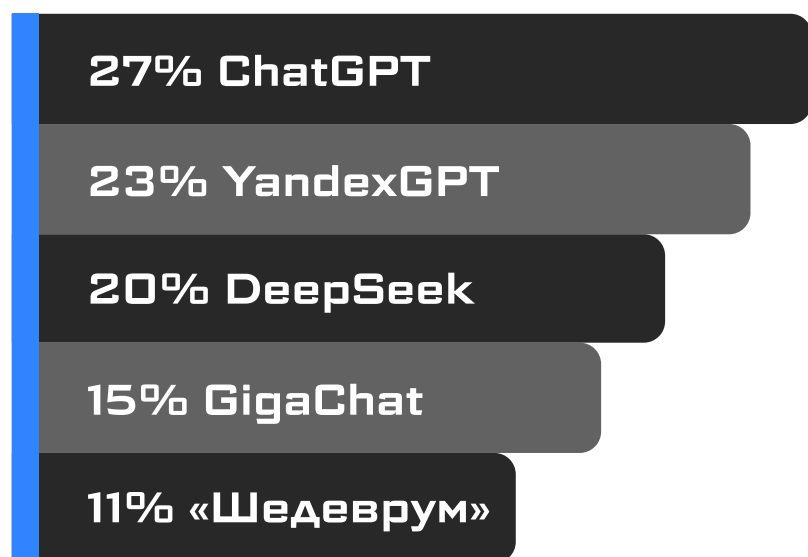 27% ChatGPT
23% YandexGPT
20% DeepSeek
15% GigaChat
11% «Шедеврум»